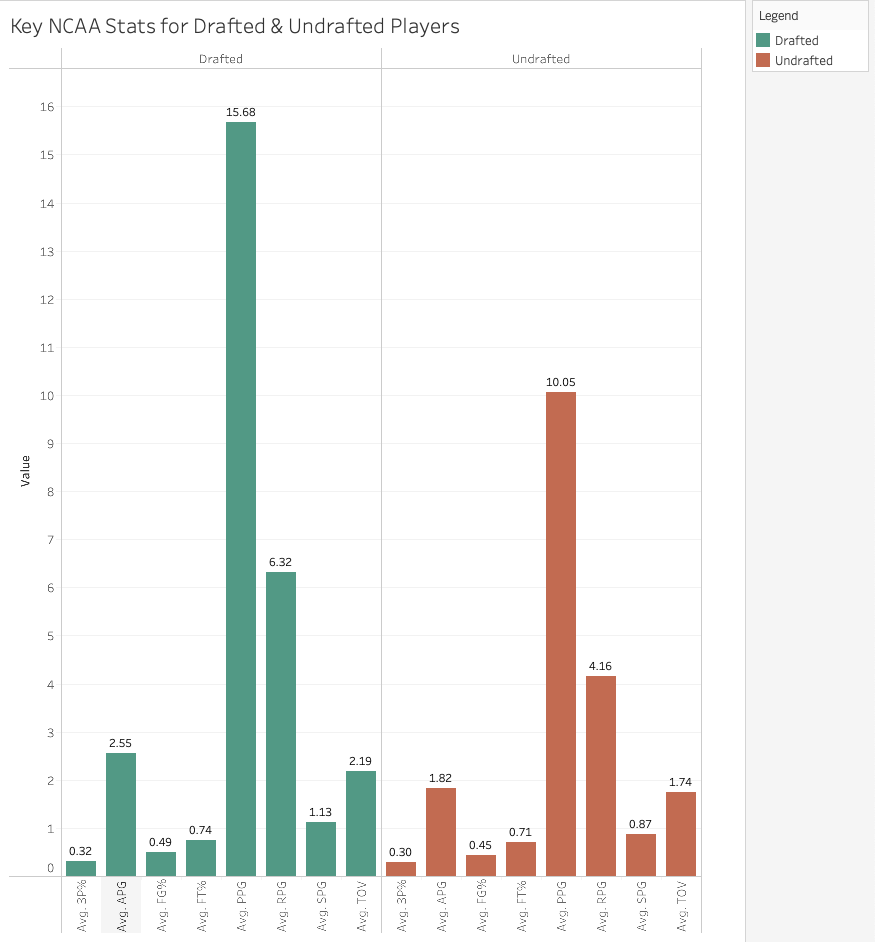 Key NCAA Stats for Drafted & Undrafted Players
Legend
Drafted
Undrafted
Drafted
Undrafted
Value
16
15
14
13
12
11
10
9
8
7
6
5
4
3
2
1
0
0.32
2.55
0.49
0.74
15.68
6.32
1.13
2.19
0.30
1.82
0.45
0.71
10.05
4.16
0.87
1.74
Avg. 3P%
Avg. APG
Avg. FG%
Avg. FT%
Avg. PPG
Avg. RPG
Avg. SPG
Avg. TOV
Avg. 3P%
Avg. APG
Avg. FG%
Avg. FT%
Avg. PPG
Avg. RPG
Avg. SPG
Avg. TOV